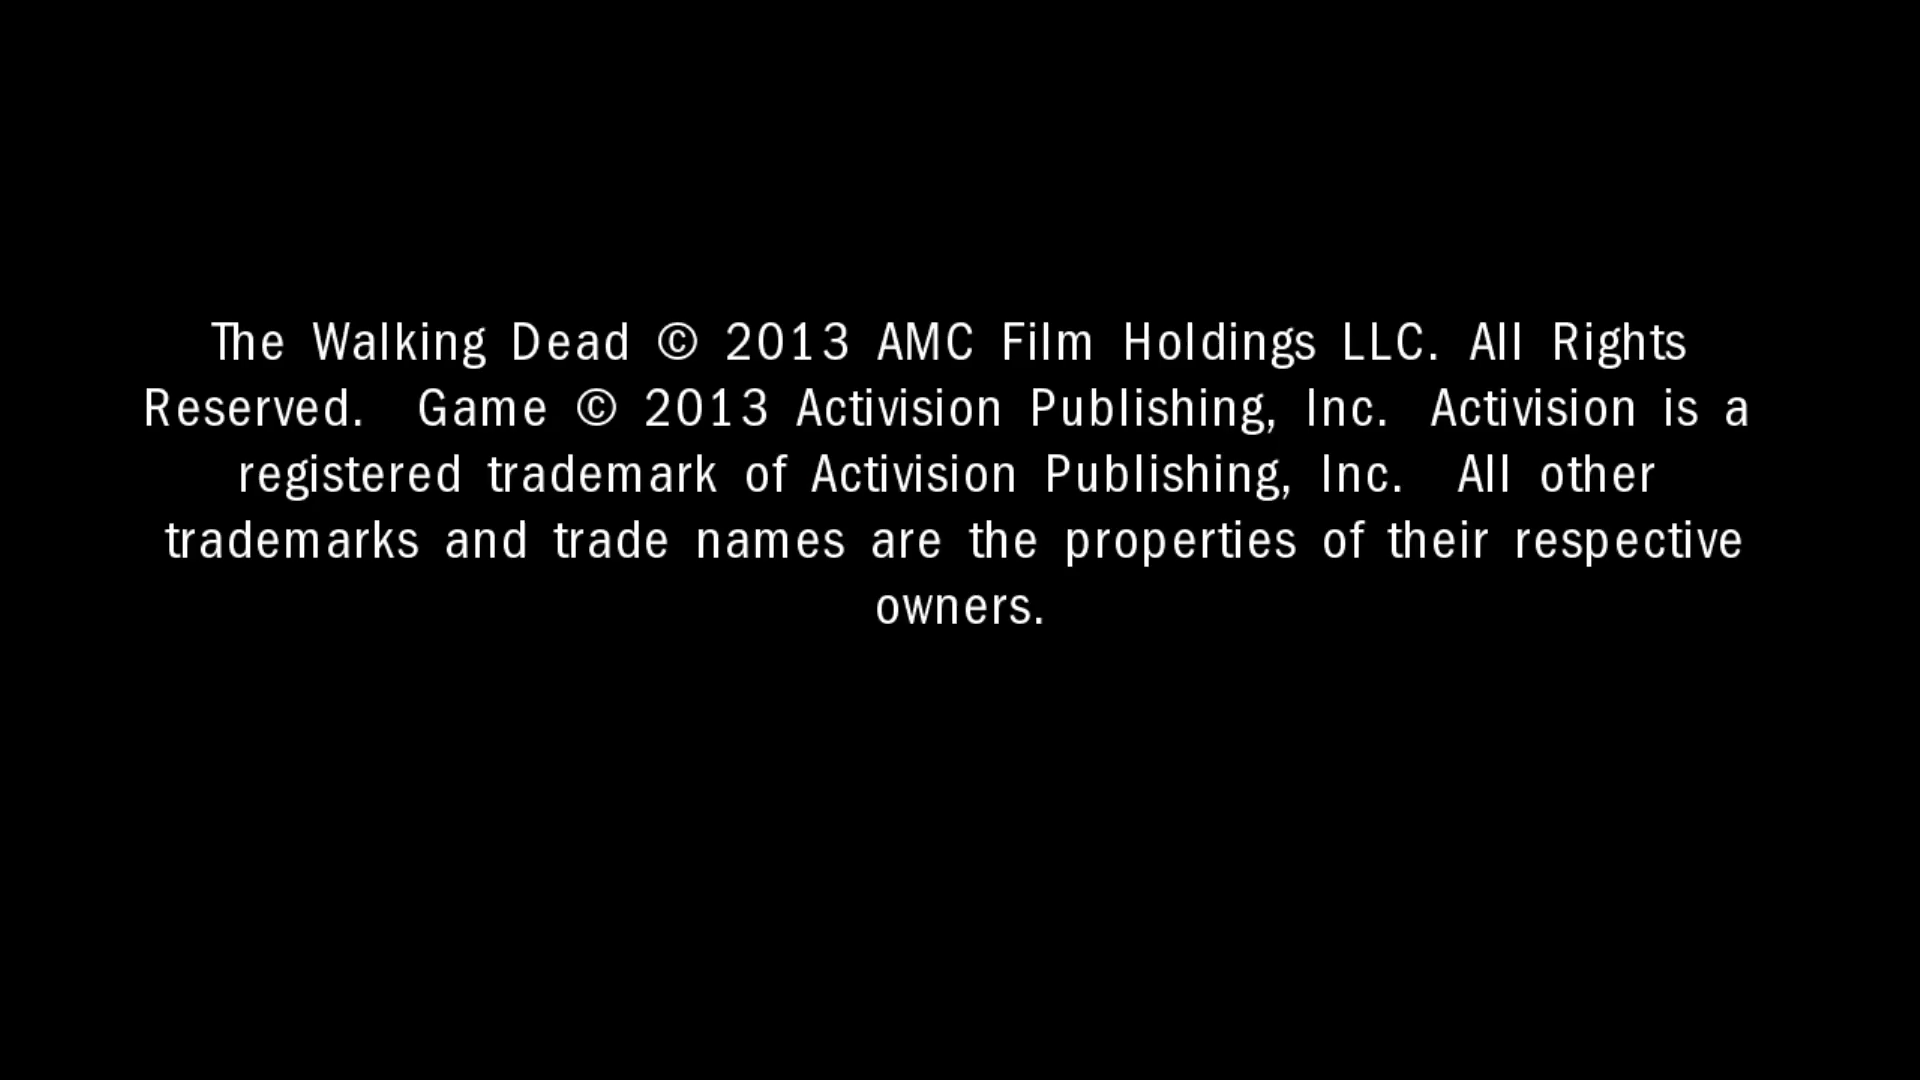 The Walking Dead © 2013 AMC Film Holdings LLC. All Rights
Reserved. Game © 2013 Activision Publishing, Inc. Activision is a
registered trademark of Activision Publishing, Inc. All other
trademarks and trade names are the properties of their respective
owners.